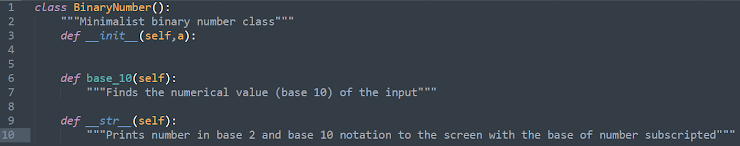 1 class BinaryNumber():
2     """Minimalist binary number class"""
3     def __init__(self,a):
4
5
6     def base_10(self):
7         """Finds the numerical value (base 10) of the input"""
8
9     def __str__(self):
10         """Prints number in base 2 and base 10 notation to the screen with the base of number subscripted"""